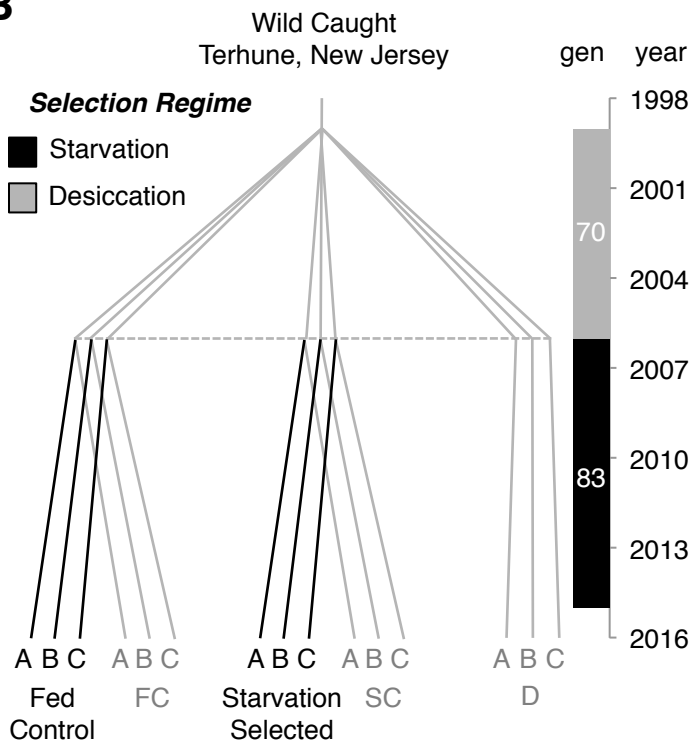 B
Wild Caught
Terhune, New Jersey
gen year
Selection Regime
Starvation
Desiccation
1998
2001
70
2004
2007
2010
83
2013
2016
A B C A B C A B C A B C A B C
Fed Control
FC
Starvation Selected
SC
D